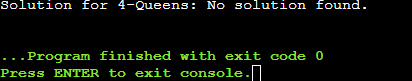 Solution for 4-Queens: No solution found.
...Program finished with exit code 0
Press ENTER to exit console.